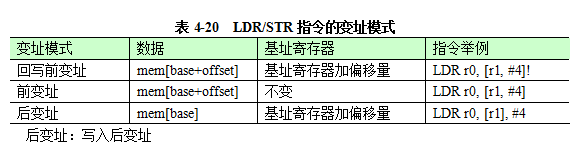 表 4-20 LDR/STR 指令的变址模式
变址模式 数据 基址寄存器 指令举例
回写前变址 mem[base+offset] 基址寄存器加偏移量 LDR r0, [r1, #4]!
前变址 mem[base+offset] 不变 LDR r0, [r1, #4]
后变址 mem[base] 基址寄存器加偏移量 LDR r0, [r1], #4
后变址：写入后变址